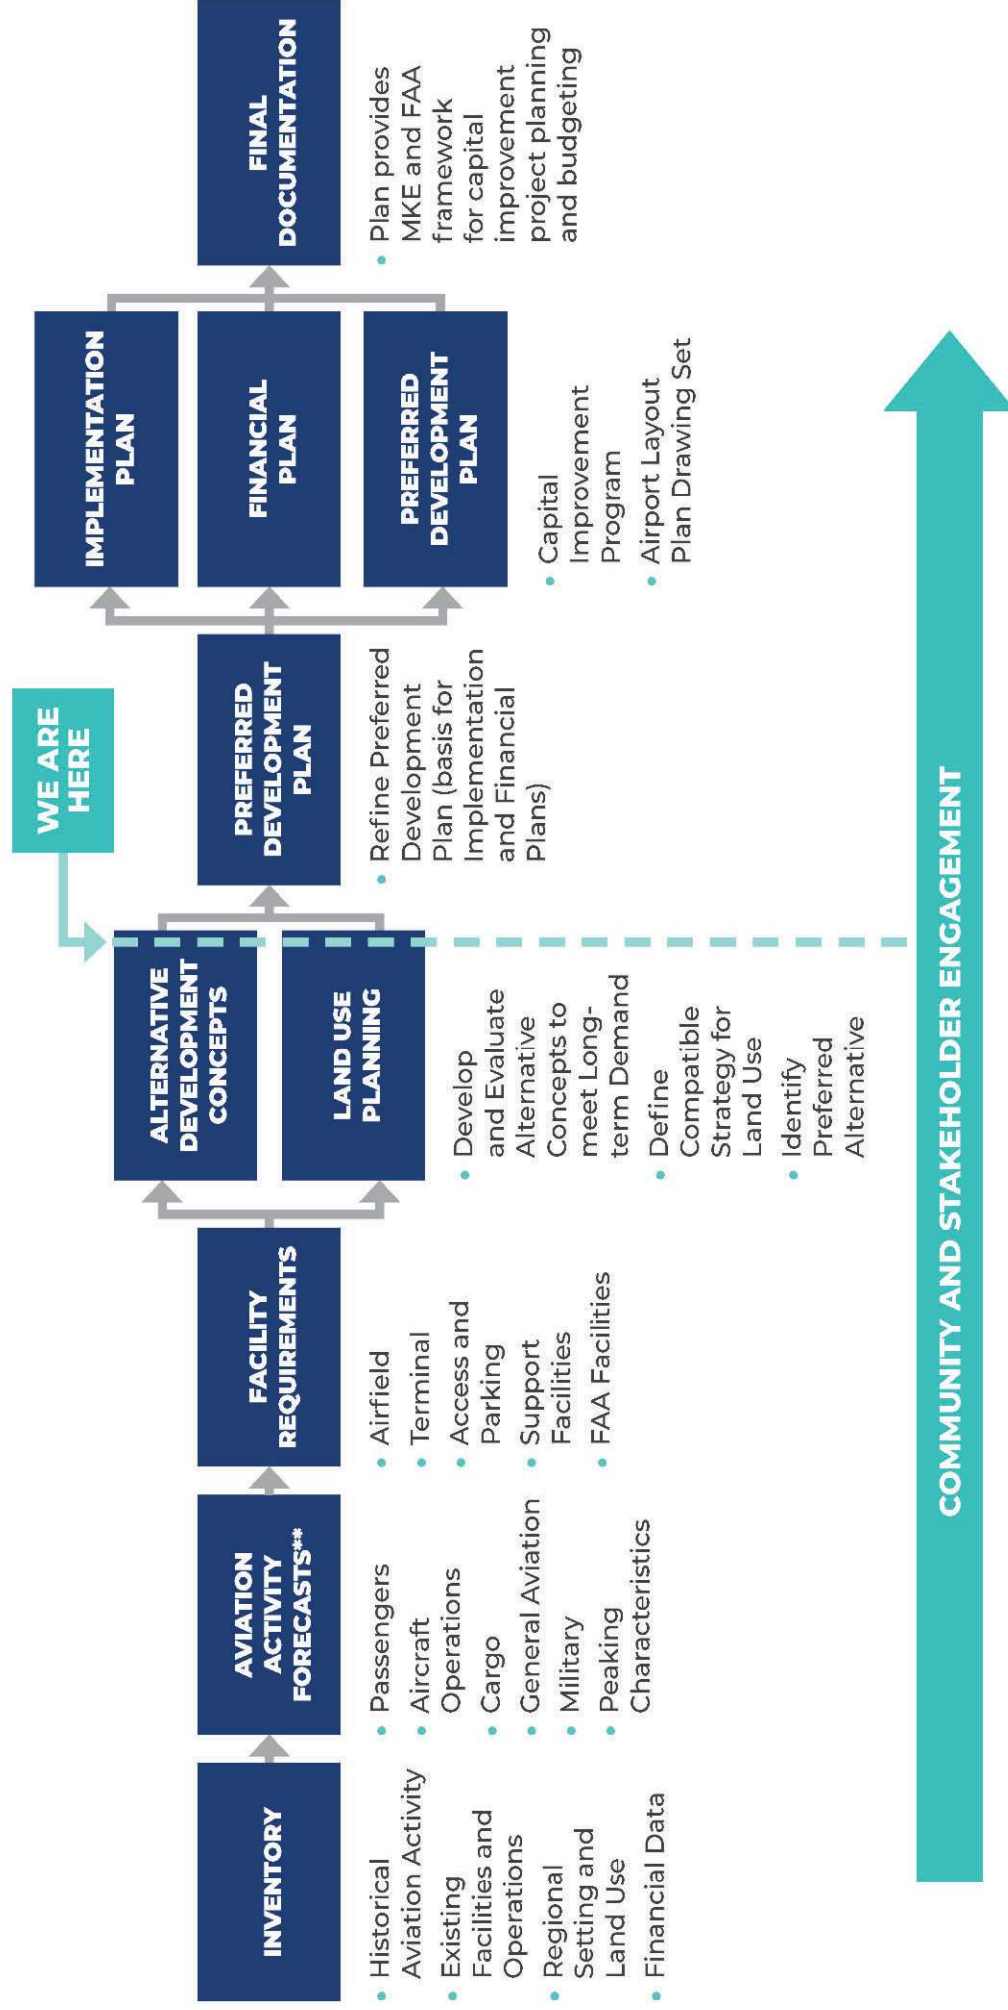 WE ARE
HERE
INVENTORY
• Historical
Aviation Activity
• Existing
Facilities and
Operations
• Regional
Setting and
Land Use
• Financial Data
AVIATION
ACTIVITY
FORECASTS**
• Passengers
• Aircraft
Operations
• Cargo
• General Aviation
• Military
• Peaking
Characteristics
FACILITY
REQUIREMENTS
• Airfield
• Terminal
• Access and
Parking
• Support
Facilities
• FAA Facilities
ALTERNATIVE
DEVELOPMENT
CONCEPTS
LAND USE
PLANNING
• Develop
and Evaluate
Alternative
Concepts to
meet Long-
term Demand
• Define
Compatible
Strategy for
Land Use
• Identify
Preferred
Alternative
PREFERRED
DEVELOPMENT
PLAN
• Refine Preferred
Development
Plan (basis for
Implementation
and Financial
Plans)
IMPLEMENTATION
PLAN
FINANCIAL
PLAN
PREFERRED
DEVELOPMENT
PLAN
• Capital
Improvement
Program
• Airport Layout
Plan Drawing Set
FINAL
DOCUMENTATION
• Plan provides
MKE and FAA
framework
for capital
improvement
project planning
and budgeting
COMMUNITY AND STAKEHOLDER ENGAGEMENT